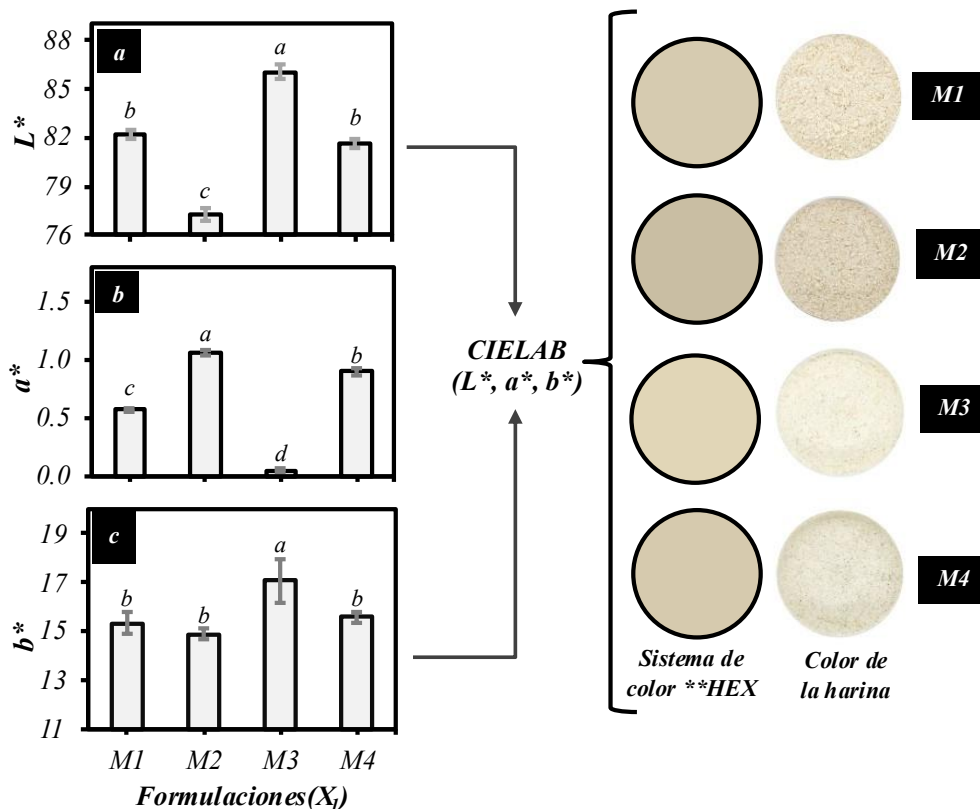 a
L*
88
85
82
79
76
b
c
a
b
b
a*
1.5
1.0
0.5
0.0
c
a
d
b
c
b*
19
17
15
13
11
b
b
a
b
M1 M2 M3 M4
Formulaciones(X₁)
CIELAB
(L*, a*, b*)
M1
M2
M3
M4
Sistema de
color **HEX
Color de
la harina